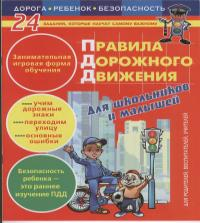 ДОРОГА • РЕБЕНОК • БЕЗОПАСНОСТЬ
24 ЗАДАНИЯ, КОТОРЫЕ НАУЧАТ САМОМУ ВАЖНОМУ
Занимательная
игровая форма
обучения
учим
дорожные
знаки
переходим
улицу
основные
ошибки
Безопасность
ребенка —
это раннее
изучение ПДД
ПРАВИЛА
ДОРОЖНОГО
ДВИЖЕНИЯ
для школьников
и малышей
ДЛЯ РОДИТЕЛЕЙ, ВОСПИТАТЕЛЕЙ, УЧИТЕЛЕЙ